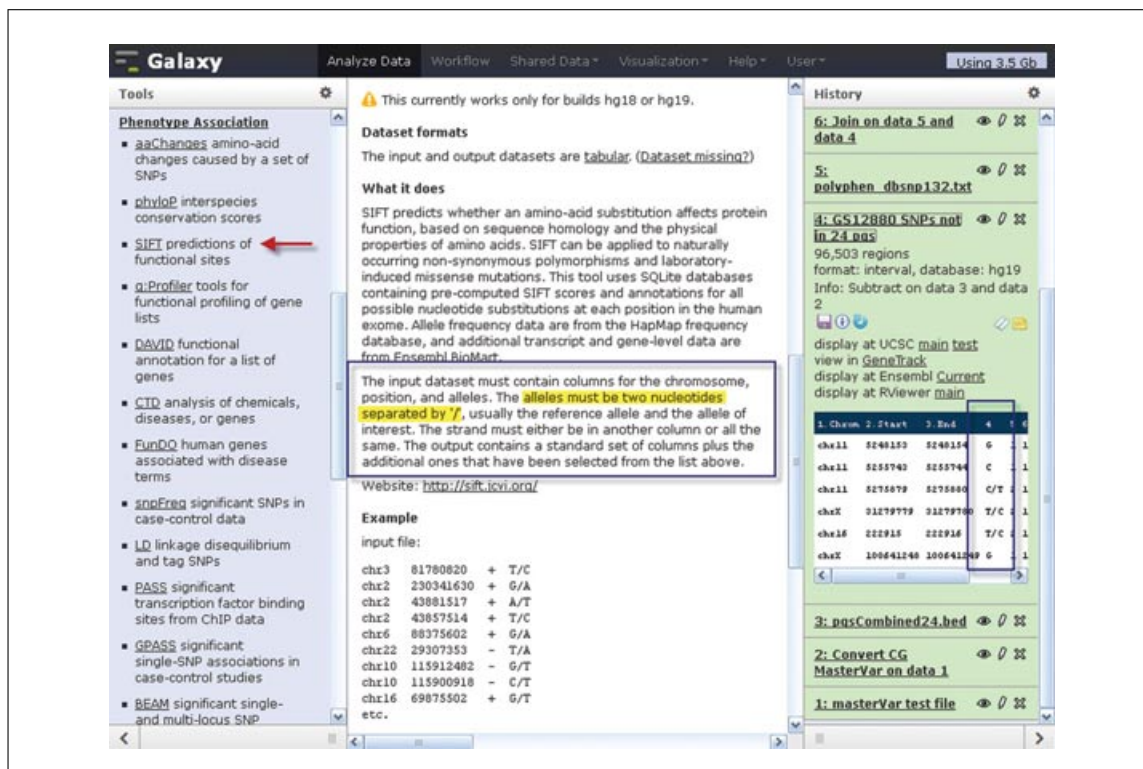 Galaxy
Analyze Data Workflow Shared Data Visualization Help User
Using 3.5 Gb
Tools
Phenotype Association
aaChanges amino-acid
changes caused by a set of
SNPs
phyloP interspecies
conservation scores
SIFT predictions of
functional sites
g:Profiler tools for
functional profiling of gene
lists
DAVID functional
annotation for a list of
genes
CTD analysis of chemicals,
diseases, or genes
FunDO human genes
associated with disease
terms
snpFreq significant SNPs in
case-control data
LD linkage disequilibrium
and tag SNPs
PASS significant
transcription factor binding
sites from ChIP data
GPASS significant
single-SNP associations in
case-control studies
BEAM significant single-
and multi-locus SNP
This currently works only for builds hg18 or hg19.
Dataset formats
The input and output datasets are tabular. (Dataset missing?)
What it does
SIFT predicts whether an amino-acid substitution affects protein
function, based on sequence homology and the physical
properties of amino acids. SIFT can be applied to naturally
occurring non-synonymous polymorphisms and laboratory-
induced missense mutations. This tool uses SQLite databases
containing pre-computed SIFT scores and annotations for all
possible nucleotide substitutions at each position in the human
exome. Allele frequency data are from the HapMap frequency
database, and additional transcript and gene-level data are
from Ensembl BioMart.
The input dataset must contain columns for the chromosome,
position, and alleles. The alleles must be two nucleotides
separated by '/', usually the reference allele and the allele of
interest. The strand must either be in another column or all the
same. The output contains a standard set of columns plus the
additional ones that have been selected from the list above.
Website: http://sift.jcvi.org/
Example
input file:
chr3 81780820 + T/C
chr2 230341630 + G/A
chr2 43881517 + A/T
chr2 43857514 + T/C
chr6 88375602 + G/A
chr22 29307353 - T/A
chr10 115912482 - G/T
chr10 115900918 - C/T
chr16 69875502 + G/T
etc.
History
6: Join on data 5 and
data 4
5:
polyphen_dbsnp132.txt
4: GS12880 SNPs not
in 24 pgs
96,503 regions
format: interval, database: hg19
Info: Subtract on data 3 and data
2
display at UCSC main test
view in GeneTrack
display at Ensembl Current
display at RViewer main
1.Chrom 2.Start 3.End 4 5 6
chr11 5248153 5248154 G 1
chr11 5255743 5255744 C 1
chr11 5275879 5275880 C/T 1
chrX 31279779 31279780 T/C 1
chr16 222915 222916 T/C 1
chrX 100641248 100641249 G 1
3: pgsCombined24.bed
2: Convert CG
MasterVar on data 1
1: masterVar test file